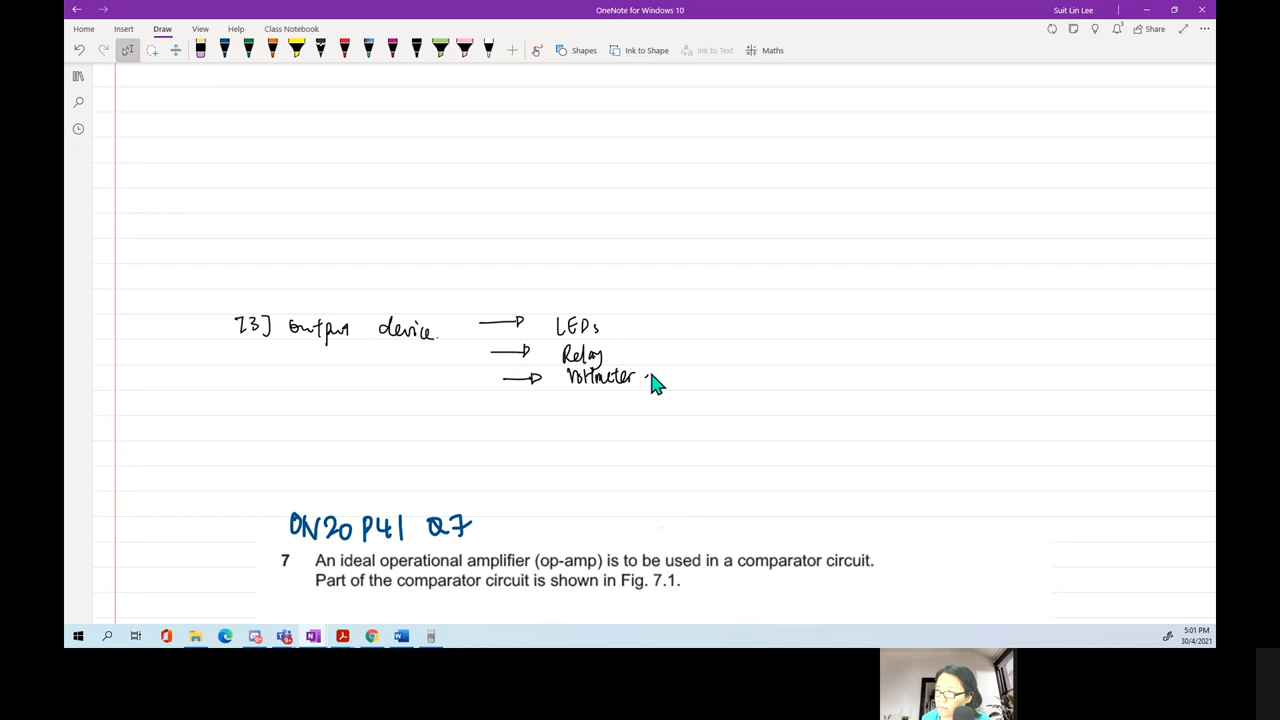 OneNote for Windows 10
Suit Lin Lee
Home Insert Draw View Help Class Notebook
Share
Shapes Ink to Shape Ink to Text Maths
[3] output device. → LEDs
→ Relay
→ Voltmeter
ON20 P41 Q7
7 An ideal operational amplifier (op-amp) is to be used in a comparator circuit.
Part of the comparator circuit is shown in Fig. 7.1.
5:01 PM
30/4/2021